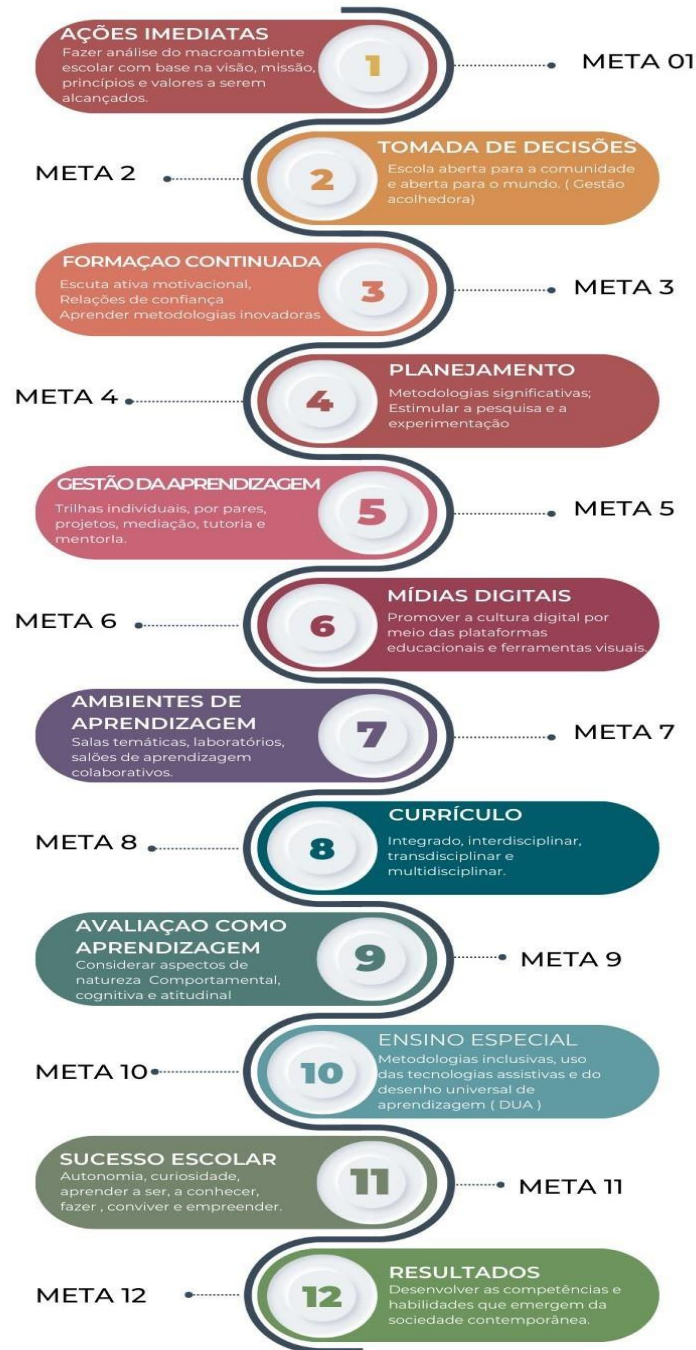 AÇÕES IMEDIATAS
Fazer análise do macroambiente
escolar com base na visão, missão,
princípios e valores a serem
alcançados.
1
META 01
META 2
2
TOMADA DE DECISÕES
Escola aberta para a comunidade
e aberta para o mundo. ( Gestão
acolhedora)
FORMAÇAO CONTINUADA
Escuta ativa motivacional,
Relações de confiança
Aprender metodologias inovadoras
3
META 3
META 4
4
PLANEJAMENTO
Metodologias significativas;
Estimular a pesquisa e a
experimentação
GESTÃO DA APRENDIZAGEM
Trilhas individuais, por pares,
projetos, mediação, tutoria e
mentoria.
5
META 5
META 6
6
MÍDIAS DIGITAIS
Promover a cultura digital por
meio das plataformas
educacionais e ferramentas visuais.
AMBIENTES DE
APRENDIZAGEM
Salas temáticas, laboratórios,
salões de aprendizagem
colaborativos.
7
META 7
META 8
8
CURRÍCULO
Integrado, interdisciplinar,
transdisciplinar e
multidisciplinar.
AVALIAÇAO COMO
APRENDIZAGEM
Considerar aspectos de
natureza Comportamental,
cognitiva e atitudinal
9
META 9
META 10
10
ENSINO ESPECIAL
Metodologias inclusivas, uso
das tecnologias assistivas e do
desenho universal de
aprendizagem ( DUA )
SUCESSO ESCOLAR
Autonomia, curiosidade,
aprender a ser, a conhecer,
fazer , conviver e empreender.
11
META 11
META 12
12
RESULTADOS
Desenvolver as competências e
habilidades que emergem da
sociedade contemporânea.